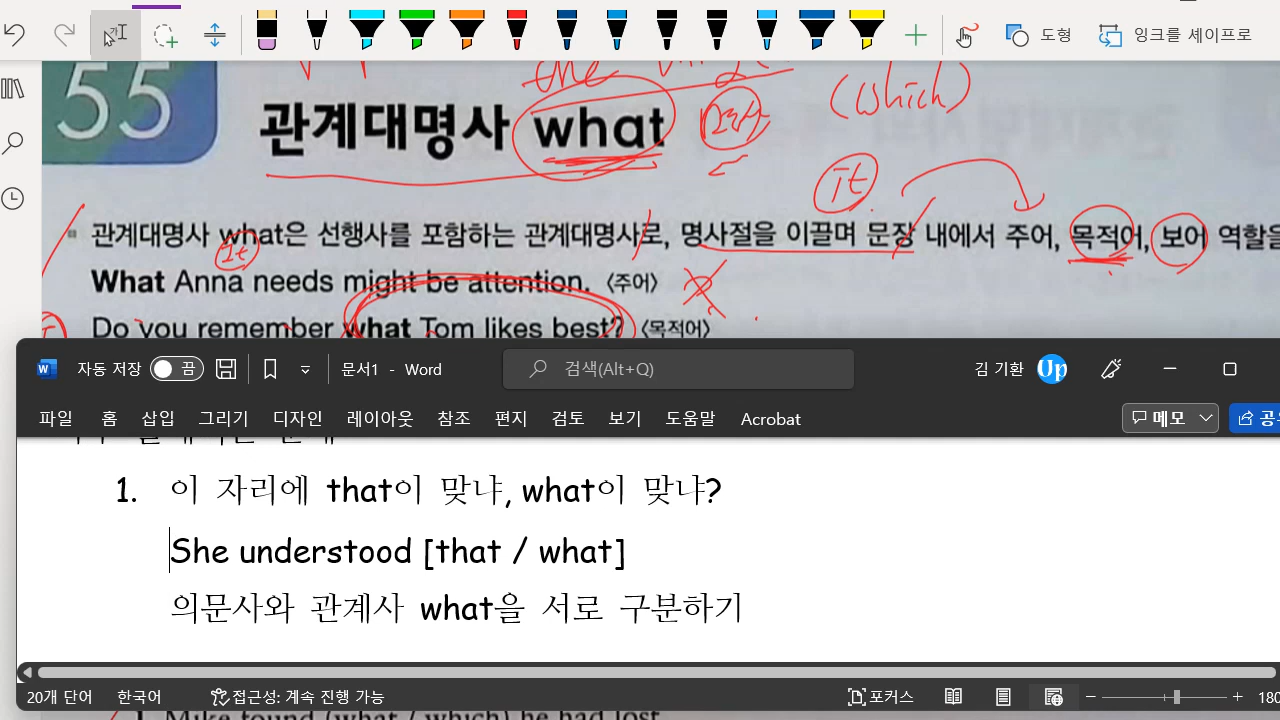 도형
잉크를 셰이프로
55
관계대명사 what
명사
(which)
It
관계대명사 what은 선행사를 포함하는 관계대명사로, 명사절을 이끌며 문장 내에서 주어, 목적어, 보어 역할을
It
What Anna needs might be attention. <주어>
Do you remember what Tom likes best? <목적어>
자동 저장 끔 문서1 - Word 검색(Alt+Q) 김 기환
파일 홈 삽입 그리기 디자인 레이아웃 참조 편지 검토 보기 도움말 Acrobat 메모
1. 이 자리에 that이 맞냐, what이 맞냐?
She understood [that / what]
의문사와 관계사 what을 서로 구분하기
20개 단어 한국어 접근성: 계속 진행 가능 포커스 180
1. Mike found (what / which) he had lost.